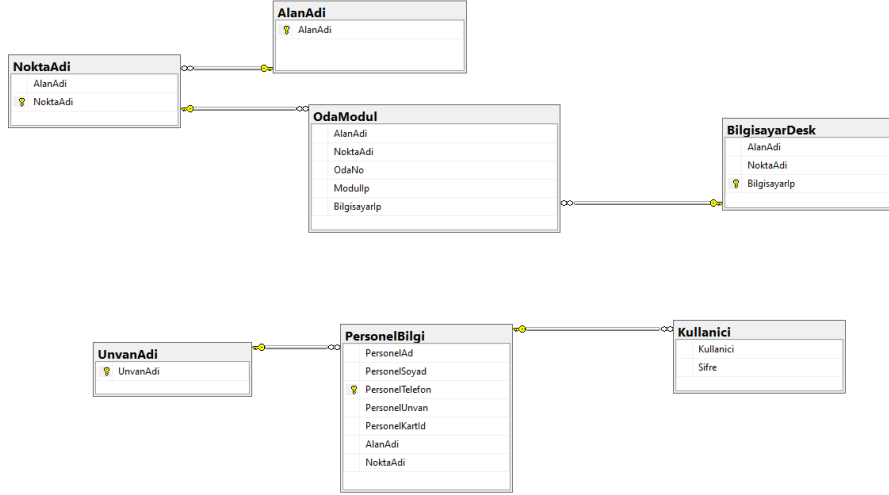 AlanAdi
AlanAdi
NoktaAdi
AlanAdi
NoktaAdi
OdaModul
AlanAdi
NoktaAdi
OdaNo
ModulIp
BilgisayarIp
BilgisayarDesk
AlanAdi
NoktaAdi
BilgisayarIp
UnvanAdi
UnvanAdi
PersonelBilgi
PersonelAd
PersonelSoyad
PersonelTelefon
PersonelUnvan
PersonelKartId
AlanAdi
NoktaAdi
Kullanici
Kullanici
Sifre